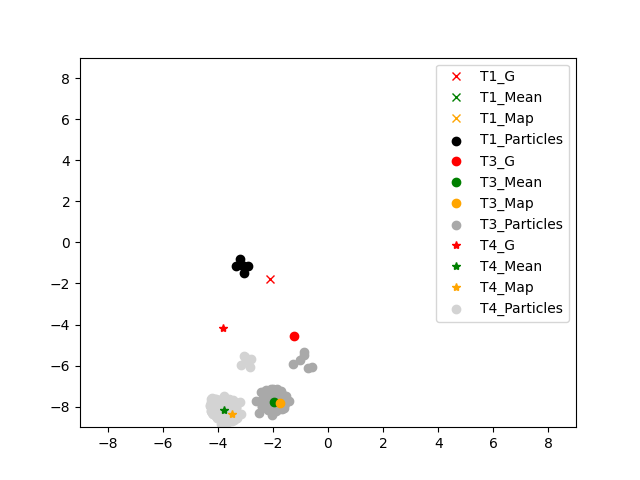 8
6
4
2
0
−2
−4
−6
−8
−8
−6
−4
−2
0
2
4
6
8
T1_G
T1_Mean
T1_Map
T1_Particles
T3_G
T3_Mean
T3_Map
T3_Particles
T4_G
T4_Mean
T4_Map
T4_Particles